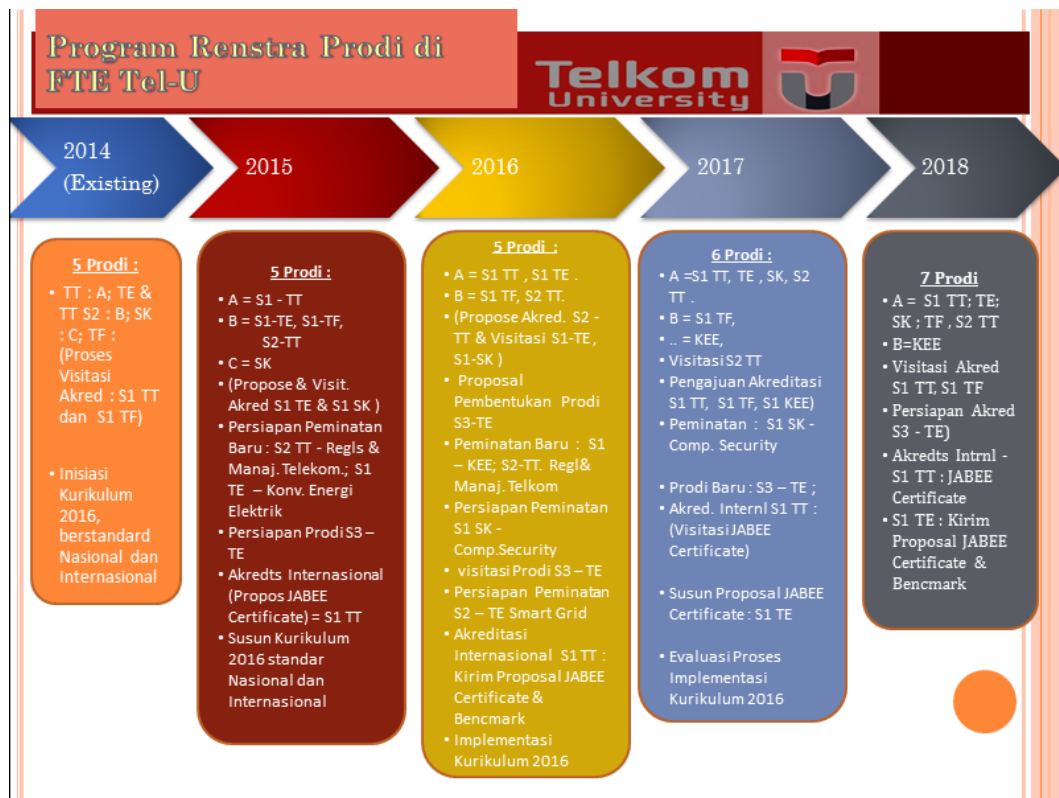 Program Renstra Prodi di
FTE Tel-U
Telkom
University
2014
(Existing)
2015
2016
2017
2018
5 Prodi :
• TT : A; TE &
TT S2 : B; SK
: C; TF :
(Proses
Visitasi
Akred : S1 TT
dan S1 TF)
• Inisiasi
Kurikulum
2016,
berstandard
Nasional dan
Internasional
5 Prodi :
• A = S1 - TT
• B = S1-TE, S1-TF,
S2-TT
• C = SK
• (Propose & Visit.
Akred S1 TE & S1 SK )
• Persiapan Peminatan
Baru : S2 TT - Regls &
Manaj. Telekom.; S1
TE – Konv. Energi
Elektrik
• Persiapan Prodi S3 –
TE
• Akredts Internasional
(Propos JABEE
Certificate) = S1 TT
• Susun Kurikulum
2016 standar
Nasional dan
Internasional
5 Prodi :
• A = S1 TT , S1 TE .
• B = S1 TF, S2 TT.
• (Propose Akred. S2 -
TT & Visitasi S1-TE ,
S1-SK )
• Proposal
Pembentukan Prodi
S3-TE
• Peminatan Baru : S1
– KEE; S2-TT. Regl&
Manaj. Telkom
• Persiapan Peminatan
S1 SK -
Comp.Security
• visitasi Prodi S3 – TE
• Persiapan Peminatan
S2 – TE Smart Grid
• Akreditasi
Internasional S1 TT :
Kirim Proposal JABEE
Certificate &
Bencmark
• Implementasi
Kurikulum 2016
6 Prodi :
• A =S1 TT, TE , SK, S2
TT .
• B = S1 TF,
• .. = KEE,
• Visitasi S2 TT
• Pengajuan Akreditasi
S1 TT, S1 TF, S1 KEE)
• Peminatan : S1 SK -
Comp. Security
• Prodi Baru : S3 – TE ;
• Akred. Internl S1 TT :
(Visitasi JABEE
Certificate)
• Susun Proposal JABEE
Certificate : S1 TE
• Evaluasi Proses
Implementasi
Kurikulum 2016
7 Prodi
• A = S1 TT; TE;
SK ; TF , S2 TT
• B=KEE
• Visitasi Akred
S1 TT, S1 TF
• Persiapan Akred
S3 - TE)
• Akredts Intrnl -
S1 TT : JABEE
Certificate
• S1 TE : Kirim
Proposal JABEE
Certificate &
Bencmark